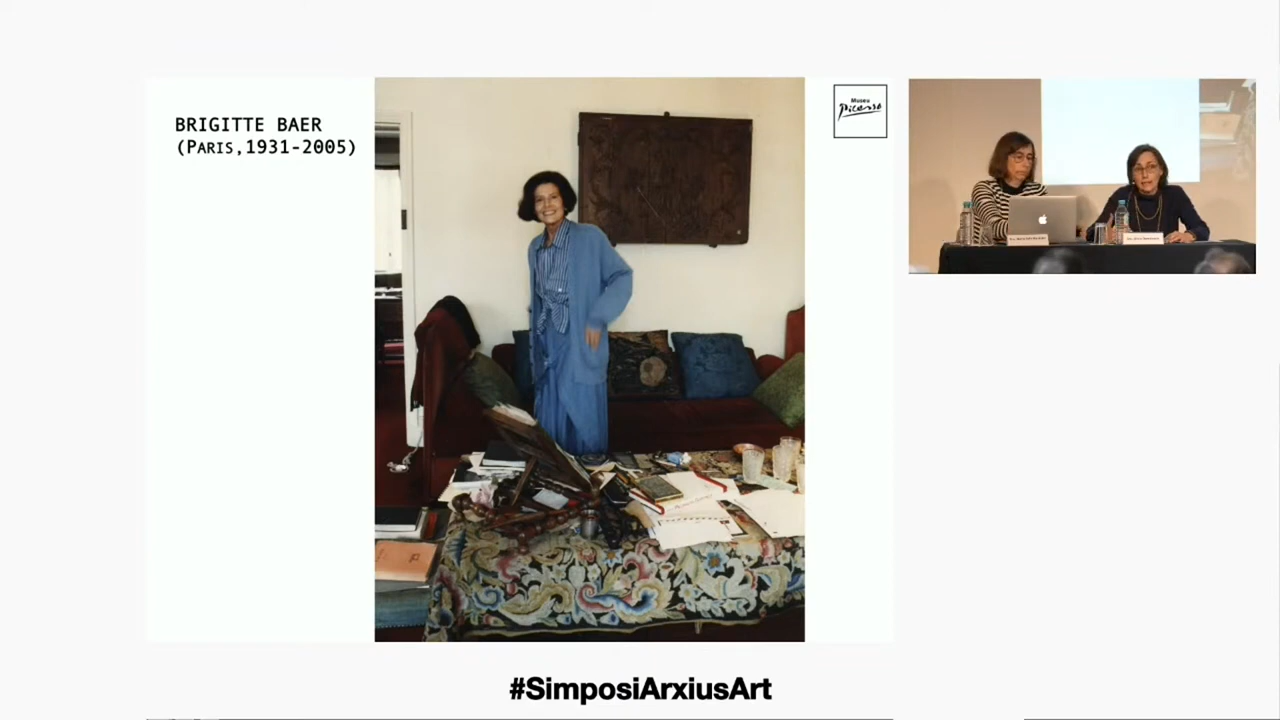 BRIGITTE BAER
(PARIS,1931-2005)
Museu
Picasso
#SimposiArxiusArt